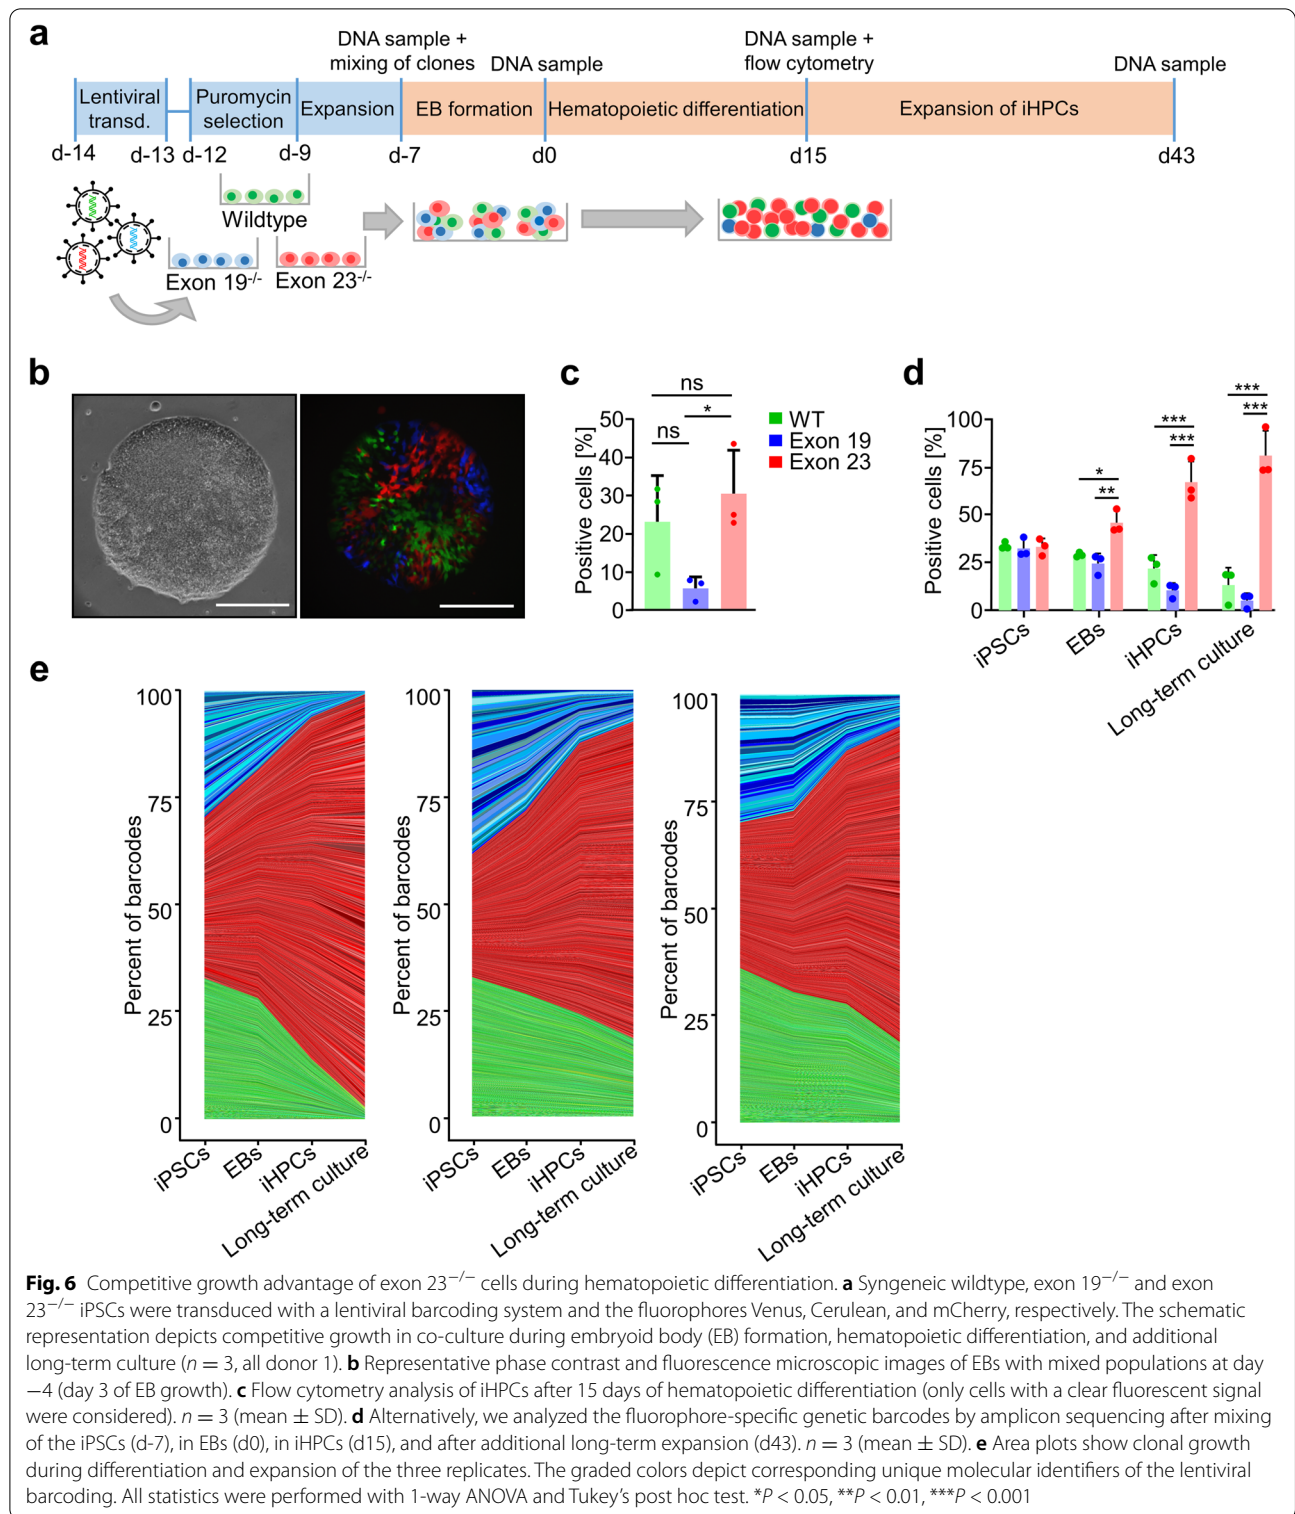 a
DNA sample +
mixing of clones
DNA sample
DNA sample +
flow cytometry
DNA sample
Lentiviral
transd.
Puromycin
selection
Expansion
EB formation
Hematopoietic differentiation
Expansion of iHPCs
d-14
d-13
d-12
d-9
d-7
d0
d15
d43
Wildtype
Exon 19-/-
Exon 23-/-
b
c
ns
*
ns
50
40
30
20
10
0
Positive cells [%]
WT
Exon 19
Exon 23
d
***
***
***
***
*
**
100
75
50
25
0
Positive cells [%]
iPSCs
EBs
iHPCs
Long-term culture
e
100
75
50
25
0
Percent of barcodes
iPSCs
EBs
iHPCs
Long-term culture
100
75
50
25
0
Percent of barcodes
iPSCs
EBs
iHPCs
Long-term culture
100
75
50
25
0
Percent of barcodes
iPSCs
EBs
iHPCs
Long-term culture
Fig. 6 Competitive growth advantage of exon 23−/− cells during hematopoietic differentiation. a Syngeneic wildtype, exon 19−/− and exon
23−/− iPSCs were transduced with a lentiviral barcoding system and the fluorophores Venus, Cerulean, and mCherry, respectively. The schematic
representation depicts competitive growth in co-culture during embryoid body (EB) formation, hematopoietic differentiation, and additional
long-term culture (n = 3, all donor 1). b Representative phase contrast and fluorescence microscopic images of EBs with mixed populations at day
−4 (day 3 of EB growth). c Flow cytometry analysis of iHPCs after 15 days of hematopoietic differentiation (only cells with a clear fluorescent signal
were considered). n = 3 (mean ± SD). d Alternatively, we analyzed the fluorophore-specific genetic barcodes by amplicon sequencing after mixing
of the iPSCs (d-7), in EBs (d0), in iHPCs (d15), and after additional long-term expansion (d43). n = 3 (mean ± SD). e Area plots show clonal growth
during differentiation and expansion of the three replicates. The graded colors depict corresponding unique molecular identifiers of the lentiviral
barcoding. All statistics were performed with 1-way ANOVA and Tukey's post hoc test. *P < 0.05, **P < 0.01, ***P < 0.001